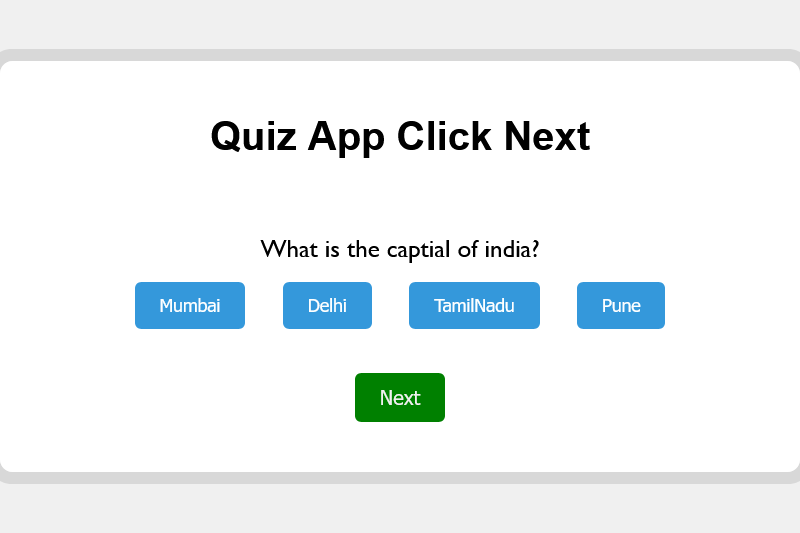 Quiz App Click Next
What is the captial of india?
Mumbai Delhi TamilNadu Pune
Next